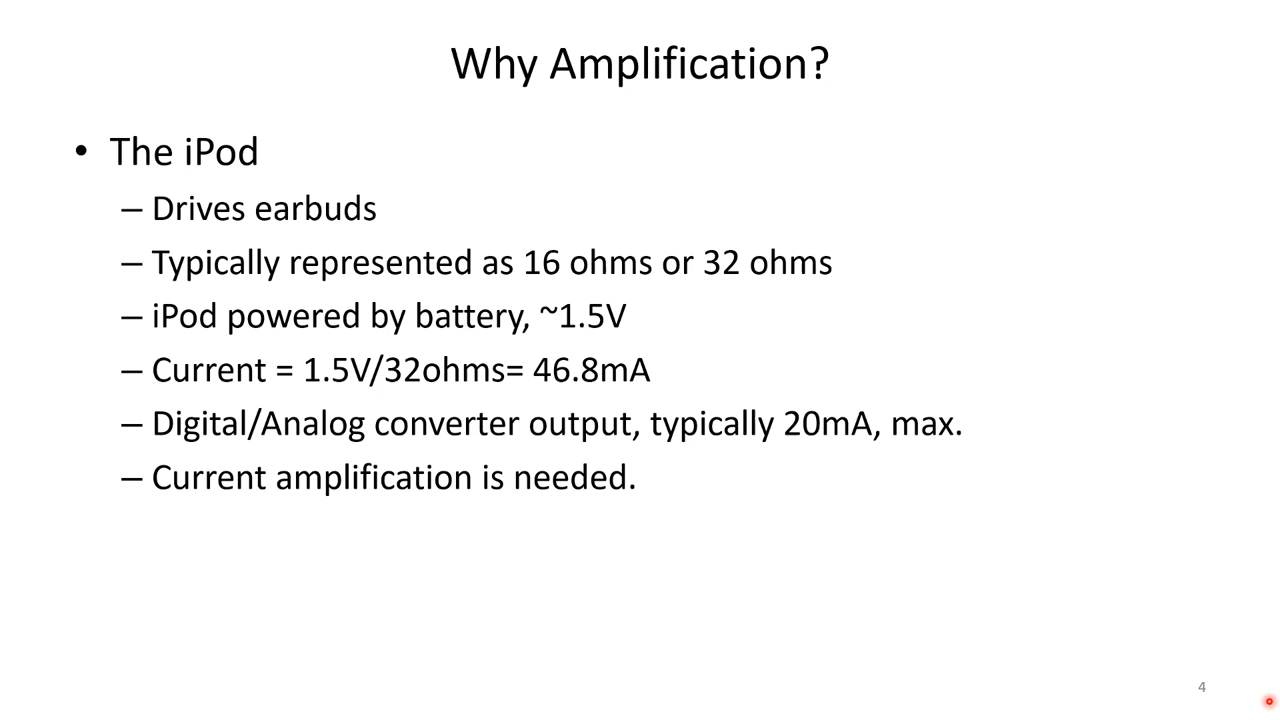 Why Amplification?
• The iPod
– Drives earbuds
– Typically represented as 16 ohms or 32 ohms
– iPod powered by battery, ~1.5V
– Current = 1.5V/32ohms= 46.8mA
– Digital/Analog converter output, typically 20mA, max.
– Current amplification is needed.
4